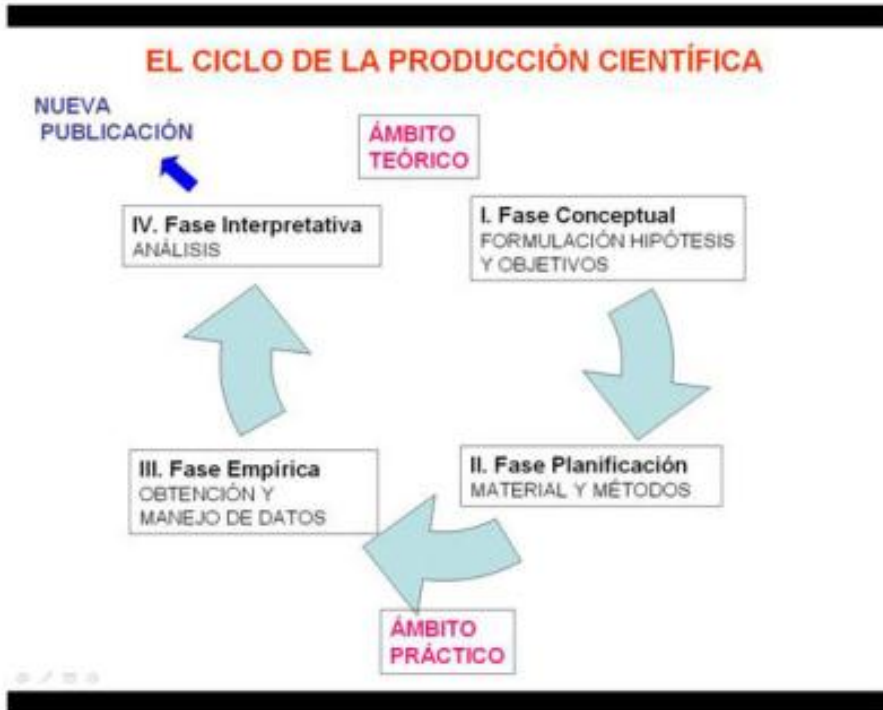 EL CICLO DE LA PRODUCCIÓN CIENTÍFICA
NUEVA
PUBLICACIÓN
ÁMBITO
TEÓRICO
IV. Fase Interpretativa
ANÁLISIS
I. Fase Conceptual
FORMULACIÓN HIPÓTESIS
Y OBJETIVOS
III. Fase Empírica
OBTENCIÓN Y
MANEJO DE DATOS
II. Fase Planificación
MATERIAL Y MÉTODOS
ÁMBITO
PRÁCTICO